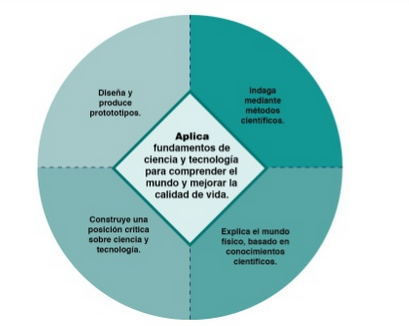 Diseña y
produce
protototipos.
Indaga
mediante
métodos
científicos.
Aplica
fundamentos de
ciencia y tecnología
para comprender el
mundo y mejorar la
calidad de vida.
Construye una
posición crítica
sobre ciencia y
tecnología.
Explica el mundo
físico, basado en
conocimientos
científicos.